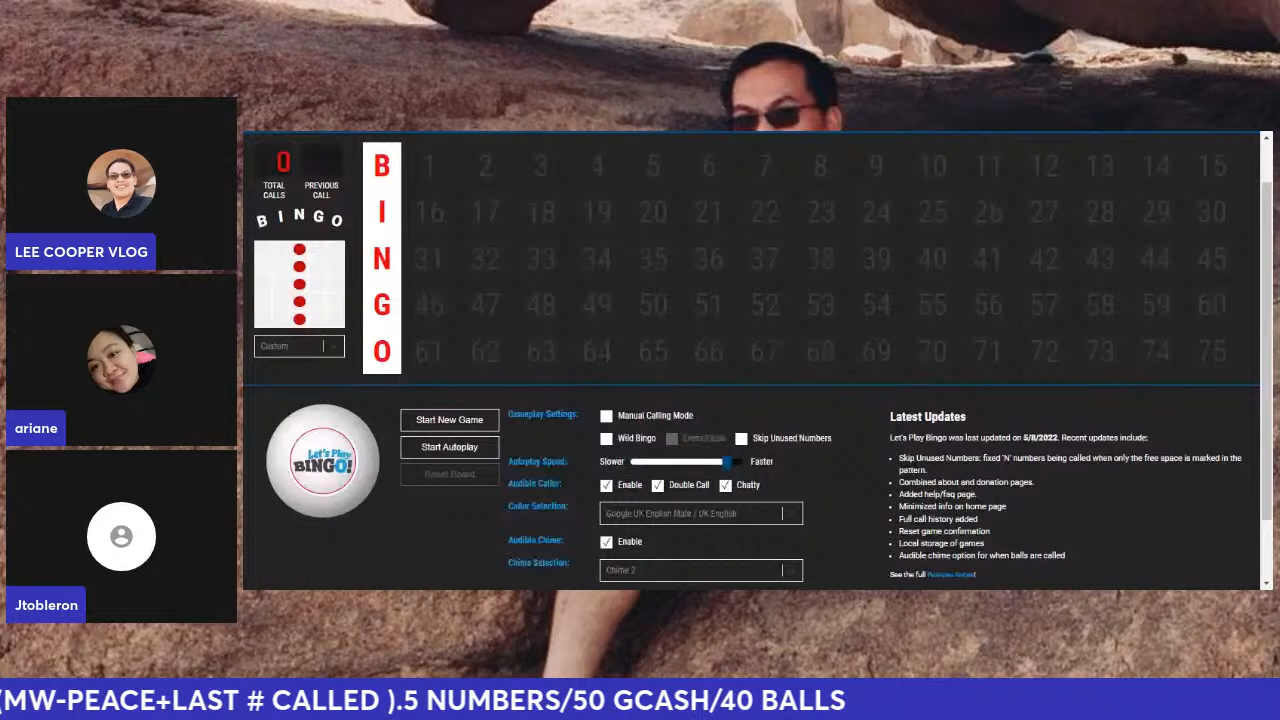 LEE COOPER VLOG
ariane
Jtobleron
0
TOTAL CALLS
PREVIOUS CALL
BINGO
Custom
B 1 2 3 4 5 6 7 8 9 10 11 12 13 14 15
I 16 17 18 19 20 21 22 23 24 25 26 27 28 29 30
N 31 32 33 34 35 36 37 38 39 40 41 42 43 44 45
G 46 47 48 49 50 51 52 53 54 55 56 57 58 59 60
O 61 62 63 64 65 66 67 68 69 70 71 72 73 74 75
Let's Play
BINGO!
Start New Game
Start Autoplay
Reset Board
Gameplay Settings:
Manual Calling Mode
Wild Bingo
Skip Unused Numbers
Autoplay Speed:
Slower
Faster
Audible Caller:
Enable
Double Call
Chatty
Caller Selection:
Google UK English Male / UK English
Audible Chime:
Enable
Chime Selection:
Chime 2
Latest Updates
Let's Play Bingo was last updated on 5/8/2022. Recent updates include:
Skip Unused Numbers: fixed 'N' numbers being called when only the free space is marked in the
pattern.
Combined about and donation pages.
Added help/faq page.
Minimized info on home page
Full call history added
Reset game confirmation
Local storage of games
Audible chime option for when balls are called
See the full Release Notes!
(MW-PEACE+LAST # CALLED ).5 NUMBERS/50 GCASH/40 BALLS